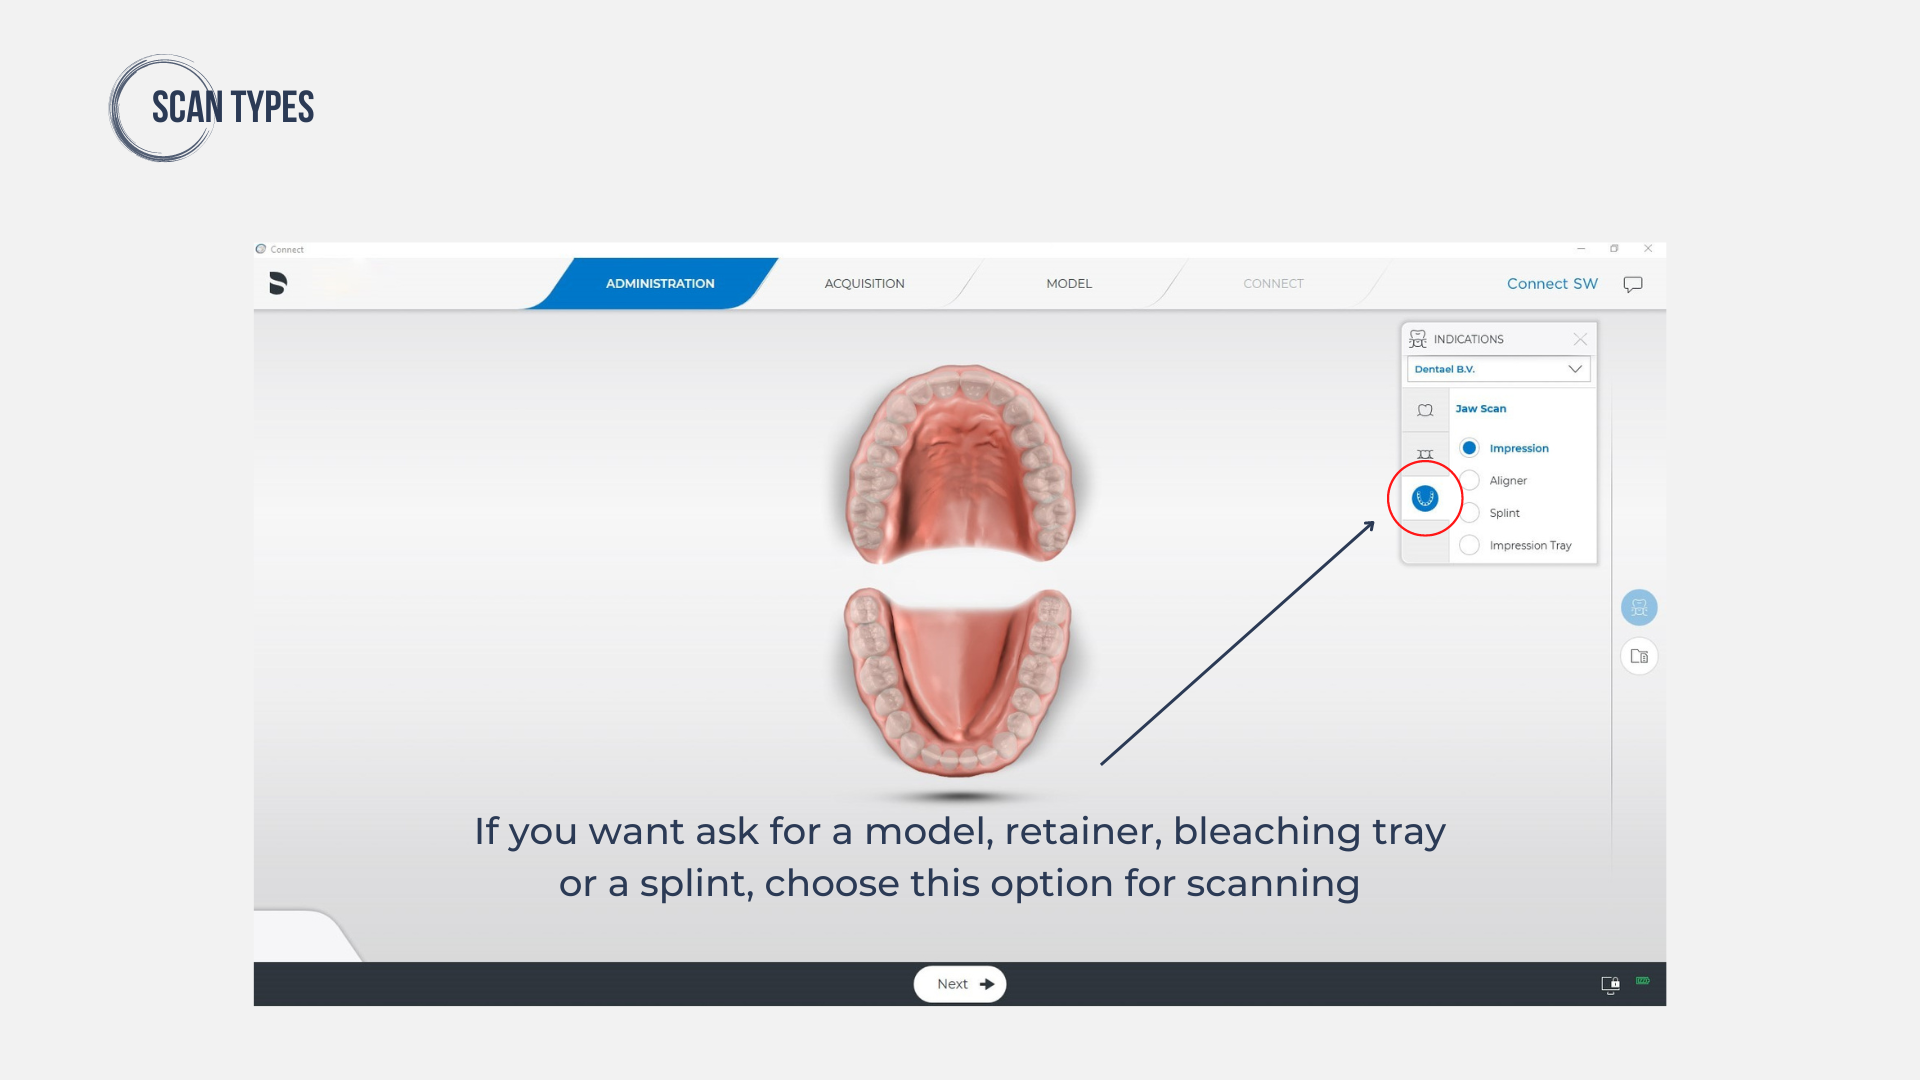 SCAN TYPES
Connect
ADMINISTRATION
ACQUISITION
MODEL
CONNECT
Connect SW
INDICATIONS
Dentael B.V.
Jaw Scan
Impression
Aligner
Splint
Impression Tray
If you want ask for a model, retainer, bleaching tray
or a splint, choose this option for scanning
Next